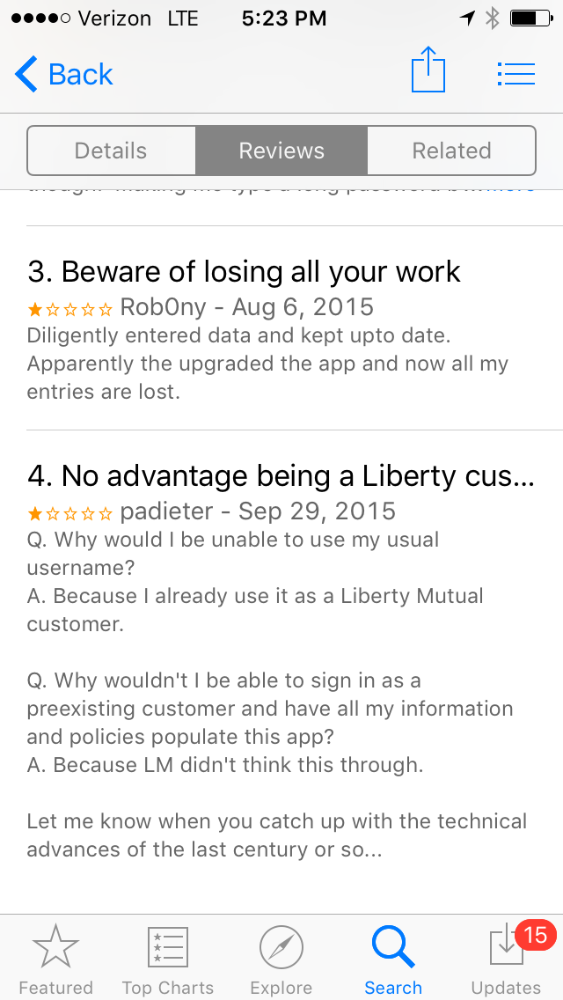 Verizon LTE 5:23 PM
Back
Details Reviews Related
though making me type a long password b... more
3. Beware of losing all your work
Rob0ny - Aug 6, 2015
Diligently entered data and kept upto date.
Apparently the upgraded the app and now all my
entries are lost.
4. No advantage being a Liberty cus...
padieter - Sep 29, 2015
Q. Why would I be unable to use my usual
username?
A. Because I already use it as a Liberty Mutual
customer.
Q. Why wouldn't I be able to sign in as a
preexisting customer and have all my information
and policies populate this app?
A. Because LM didn't think this through.
Let me know when you catch up with the technical
advances of the last century or so...
15
Featured Top Charts Explore Search Updates